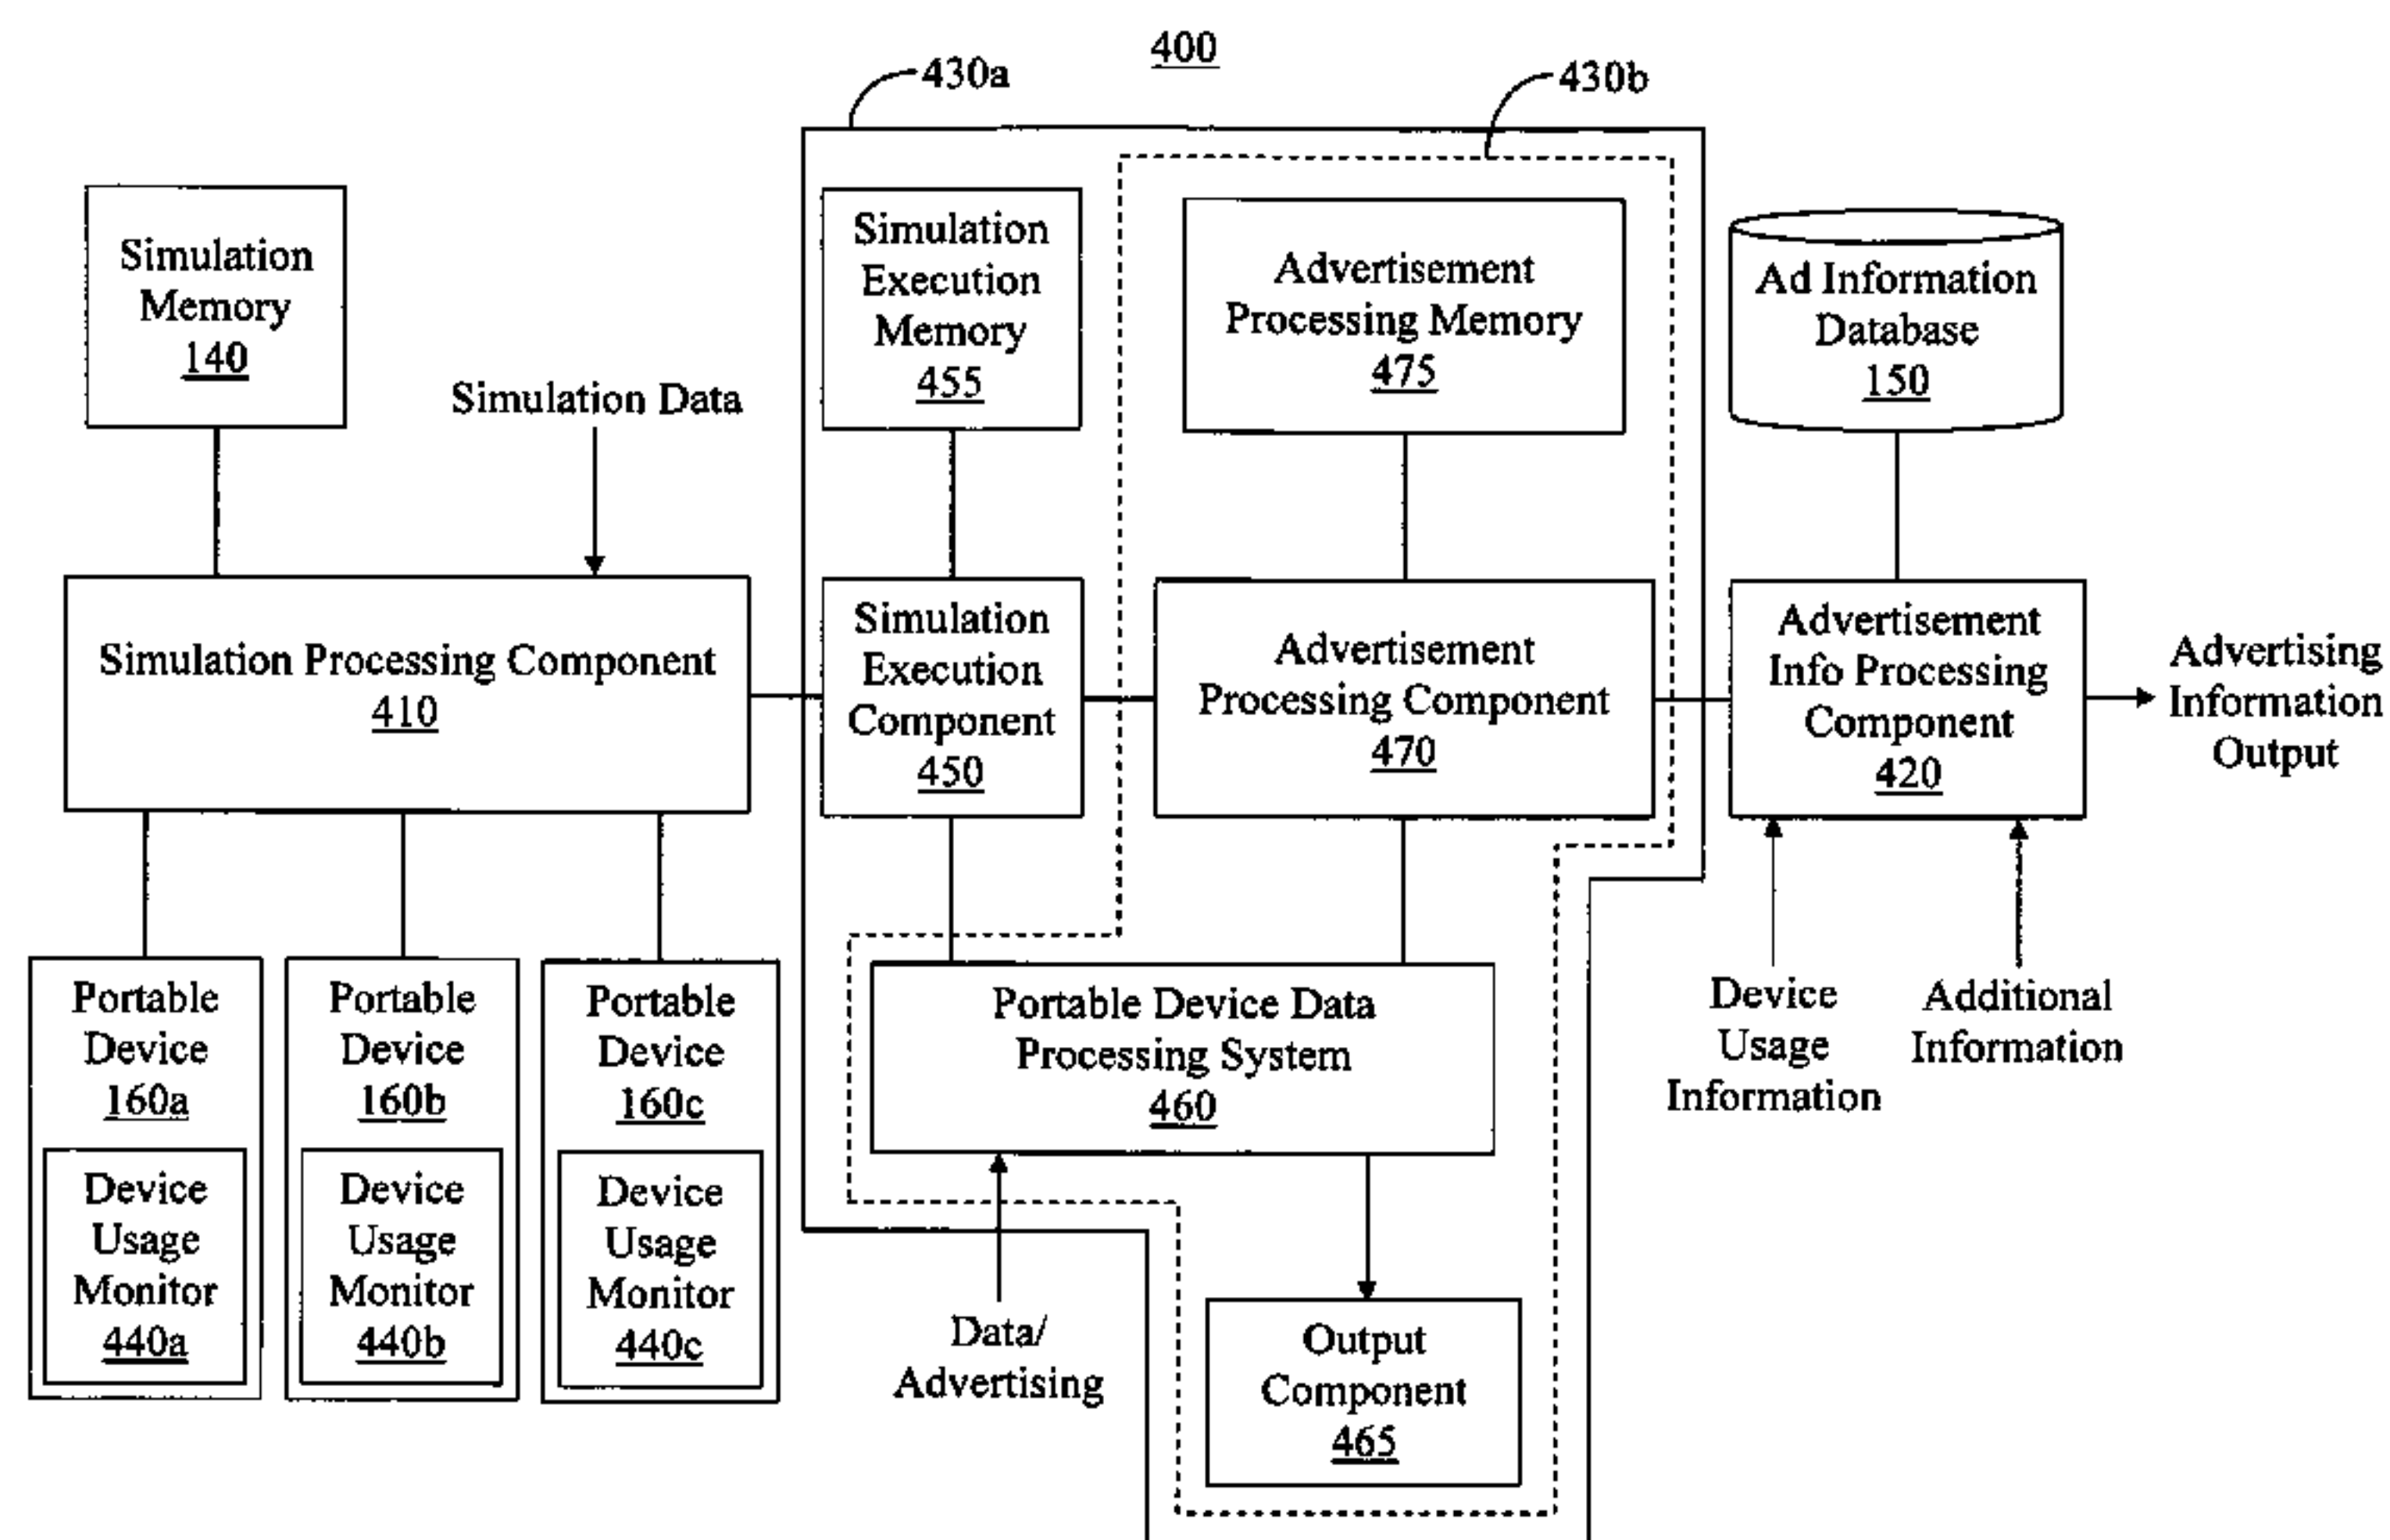 400
430a
430b
Simulation
Memory
140
Simulation Data
Simulation
Execution
Memory
455
Advertisement
Processing Memory
475
Ad Information
Database
150
Simulation Processing Component
410
Simulation
Execution
Component
450
Advertisement
Processing Component
470
Advertisement
Info Processing
Component
420
Advertising
Information
Output
Portable
Device
160a
Device
Usage
Monitor
440a
Portable
Device
160b
Device
Usage
Monitor
440b
Portable
Device
160c
Device
Usage
Monitor
440c
Portable Device Data
Processing System
460
Device
Usage
Information
Additional
Information
Data/
Advertising
Output
Component
465